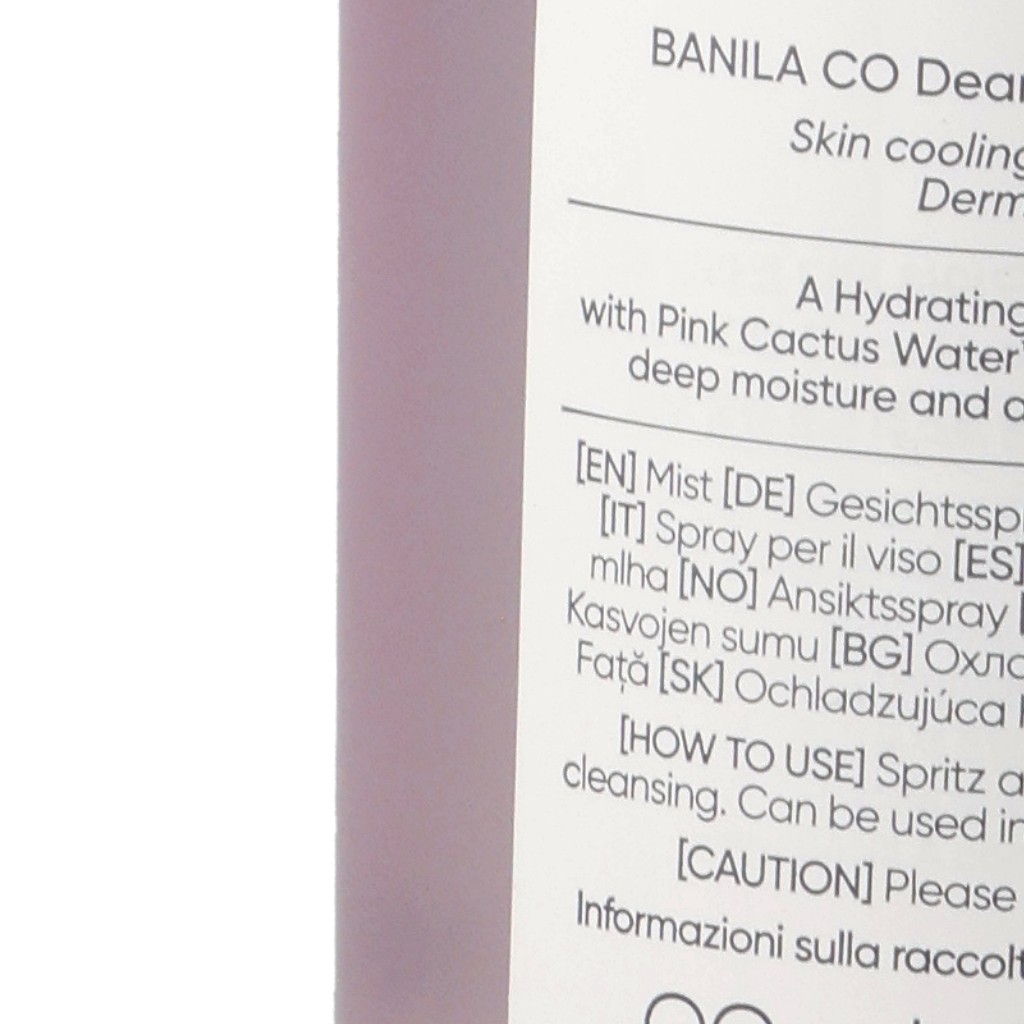 BANILA CO Dear
Skin cooling
Derm
A Hydrating
with Pink Cactus Water
deep moisture and
[EN] Mist [DE] Gesichtssp
[IT] Spray per il viso [ES]
mlha [NO] Ansiktsspray [
Kasvojen sumu [BG] Охла
Față [SK] Ochladzujúca
[HOW TO USE] Spritz a
cleansing. Can be used in
[CAUTION] Please
Informazioni sulla raccolt